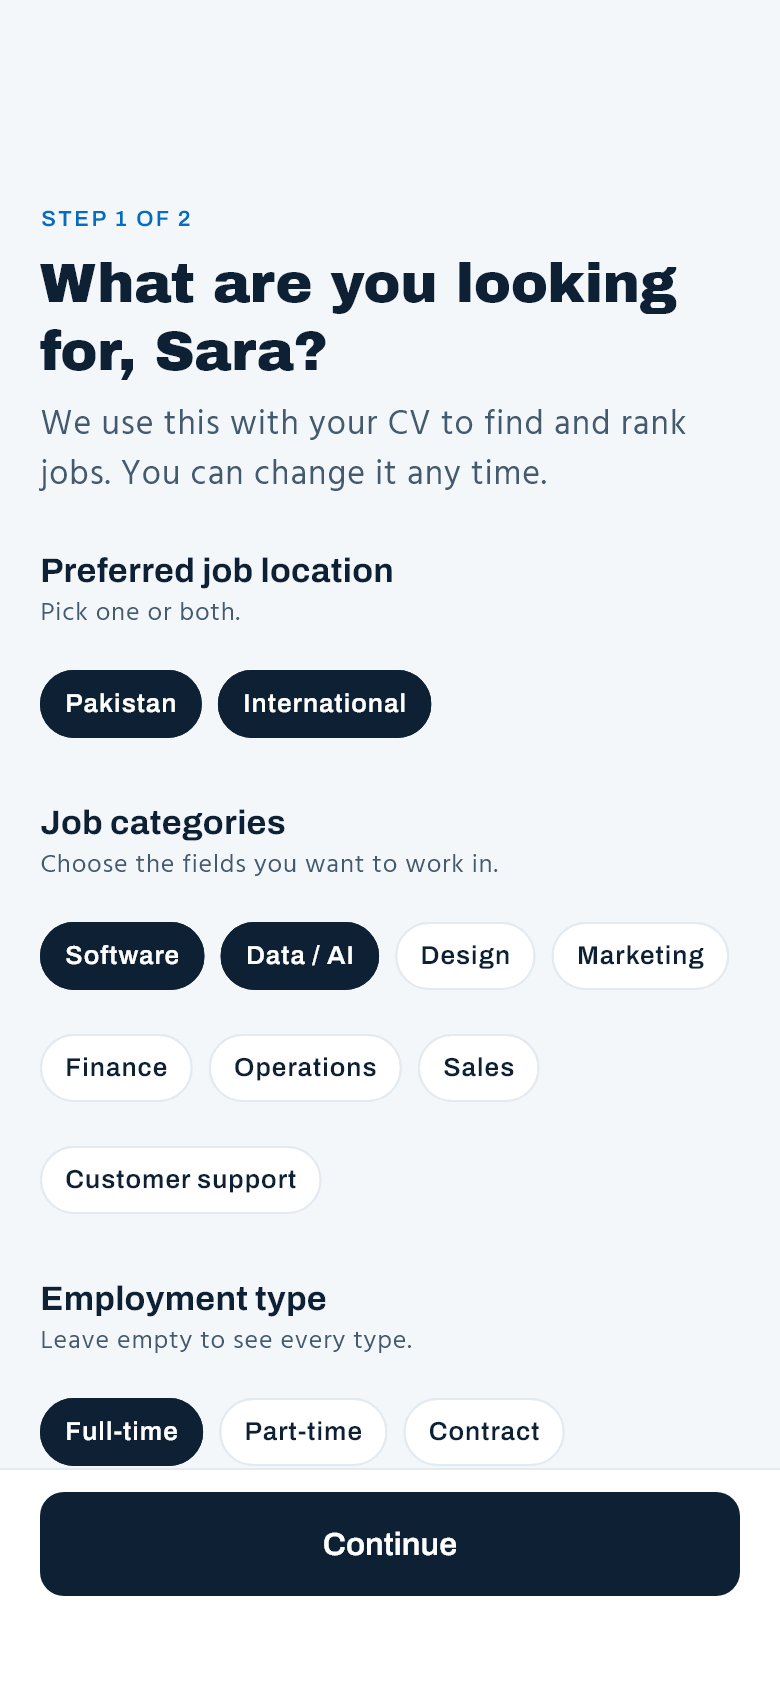 STEP 1 OF 2
What are you looking
for, Sara?
We use this with your CV to find and rank
jobs. You can change it any time.
Preferred job location
Pick one or both.
Pakistan International
Job categories
Choose the fields you want to work in.
Software Data / AI Design Marketing
Finance Operations Sales
Customer support
Employment type
Leave empty to see every type.
Full-time Part-time Contract
Continue